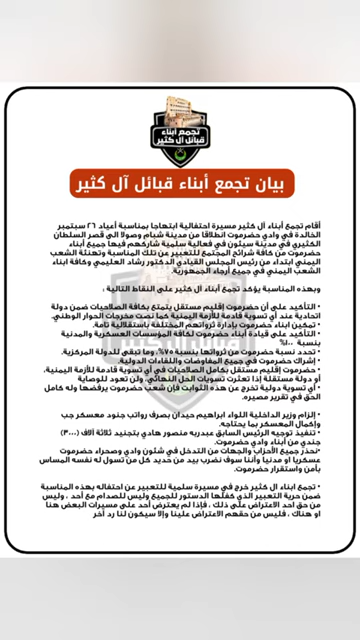 تجمع أبناء
قبائل آل كثير
بيان تجمع أبناء قبائل آل كثير
أقام تجمع أبناء آل كثير مسيرة احتفالية ابتهاجا بمناسبة أعياد ٢٦ سبتمبر
الخالدة في وادي حضرموت انطلاقا من مدينة شبام وصولا الى قصر السلطان
الكثيري في مدينة سيئون في فعالية سلمية شاركهم فيها جميع أبناء
حضرموت من كافة شرائح المجتمع للتعبير عن تلك المناسبة وتهنئة الشعب
اليمني ابتداء من رئيس المجلس القيادي الدكتور رشاد العليمي وكافة ابناء
الشعب اليمني في جميع أرجاء الجمهورية.
وبهذه المناسبة يؤكد تجمع أبناء آل كثير على النقاط التالية :
• التأكيد على أن حضرموت إقليم مستقل يتمتع بكافة الصلاحيات ضمن دولة
اتحادية عند أي تسوية قادمة للأزمة اليمنية كما نصت مخرجات الحوار الوطني.
• تمكين ابناء حضرموت بإدارة ثرواتهم المختلفة باستقلالية تامة.
• التأكيد على قيادة أبناء حضرموت لكافة المؤسسات العسكرية والمدنية
بنسبة ١٠٠٪
• تحدد نسبة حضرموت من ثرواتها بنسبة ٧٥٪، وما تبقى للدولة المركزية.
• إشراك حضرموت في جميع المفاوضات واللقاءات الدولية.
• حضرموت إقليم مستقل بكامل الصلاحيات في أي تسوية قادمة للأزمة اليمنية،
أو دولة مستقلة إذا تعثرت تسويات الحل النهائي، ولن تعود للوصاية
• أي تسوية دولية تخرج عن هذه الثوابت فإن شعب حضرموت يرفضها وله كامل
الحق في تقرير مصيره.
• إلزام وزير الداخلية اللواء ابراهيم حيدان بصرف رواتب جنود معسكر جب
وإكمال المعسكر بما يحتاجه.
• تنفيذ توجيه الرئيس السابق عبدربه منصور هادي بتجنيد ثلاثة آلاف (٣٠٠٠)
جندي من أبناء وادي حضرموت.
•نحذر جميع الأحزاب والجهات من التدخل في شئون وادي وصحراء حضرموت
عسكريا او مدنيا وأننا سوف نضرب بيد من حديد كل من تسول له نفسه المساس
بأمن واستقرار حضرموت.
• تجمع ابناء ال كثير خرج في مسيرة سلمية للتعبير عن احتفاله بهذه المناسبة
ضمن حرية التعبير الذي كفلها الدستور للجميع وليس للصدام مع أحد ، وليس
من حق احد الاعتراض على ذلك ، فإذا لم يعترض أحد على مسيرات البعض هنا
او هناك ، فليس من حقهم الاعتراض علينا وإلا سيكون لنا رد آخر